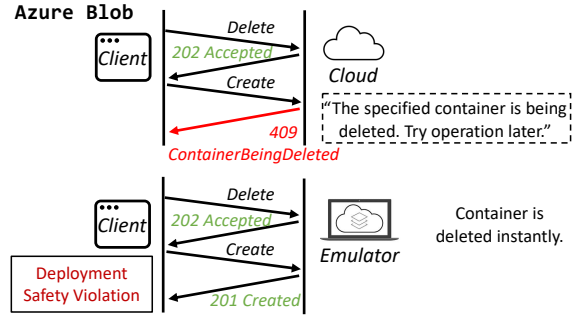 Azure Blob
Delete
202 Accepted
Client
Cloud
Create
"The specified container is being
deleted. Try operation later."
409
ContainerBeingDeleted
Delete
Client
202 Accepted
Container is
deleted instantly.
Create
Emulator
Deployment
Safety Violation
201 Created